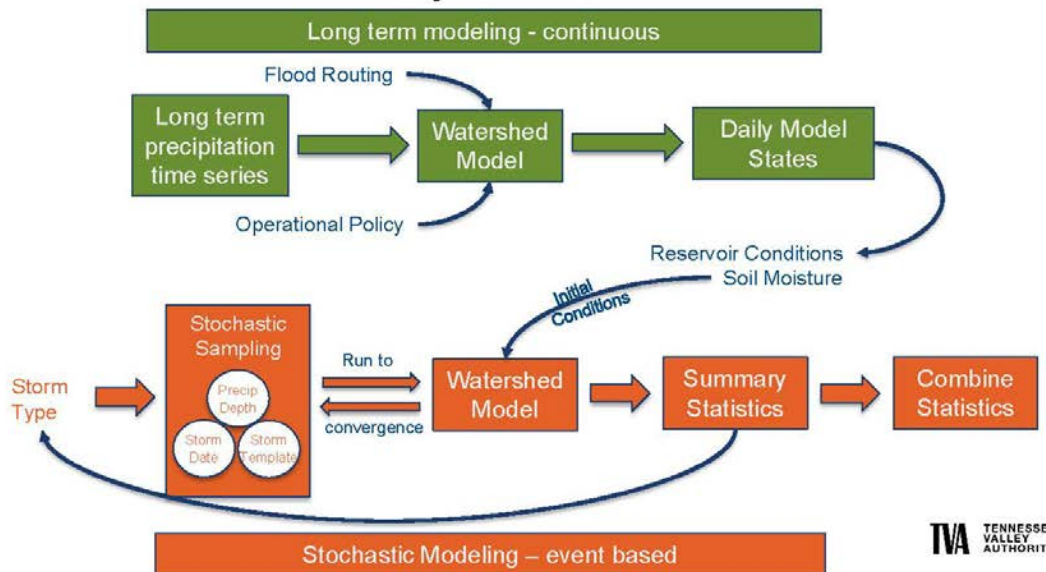 Long term modeling - continuous
Flood Routing
Long term
precipitation
time series
Watershed
Model
Daily Model
States
Operational Policy
Reservoir Conditions
Soil Moisture
Initial
Conditions
Stochastic
Sampling
Precip
Depth
Storm
Date
Storm
Template
Storm
Type
Run to
convergence
Watershed
Model
Summary
Statistics
Combine
Statistics
Stochastic Modeling – event based
TVA
TENNESSE
VALLEY
AUTHORIT